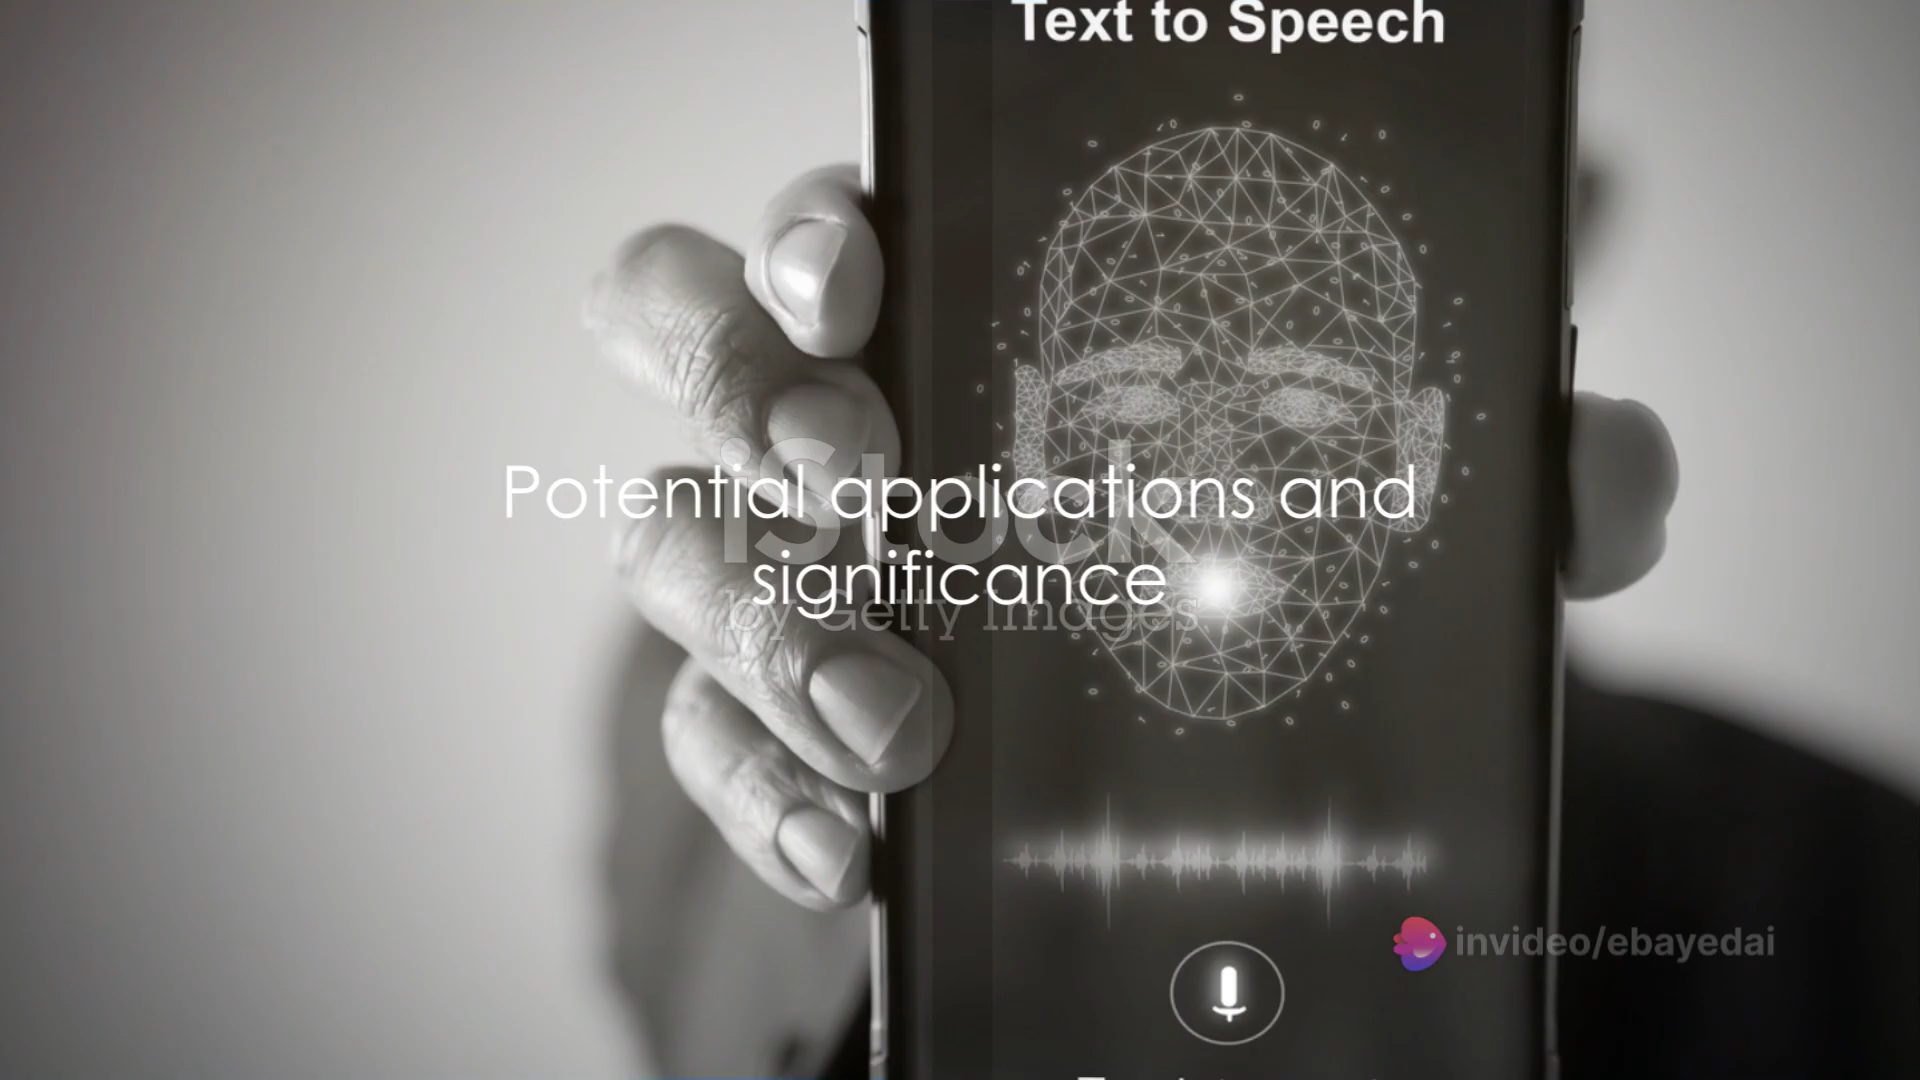 Text to Speech
Potential applications and
significance
iStock
by Getty Images
invideo/ebayedai